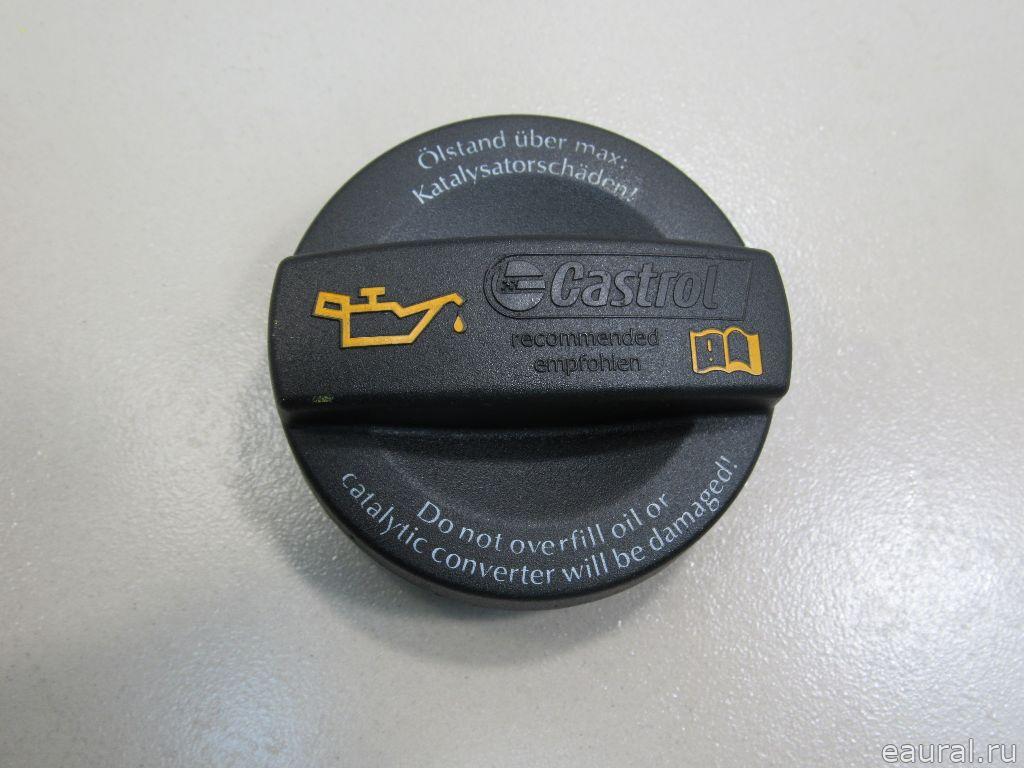 Ölstand über max:
Katalysatorschäden!
Castrol
recommended
empfohlen
Do not overfill oil or
catalytic converter will be damaged!
eaural.ru